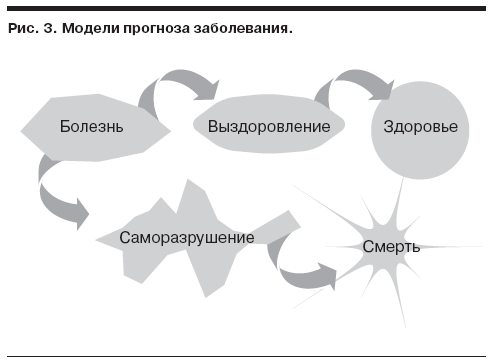 Рис. 3. Модели прогноза заболевания.
Болезнь
Выздоровление
Здоровье
Саморазрушение
Смерть